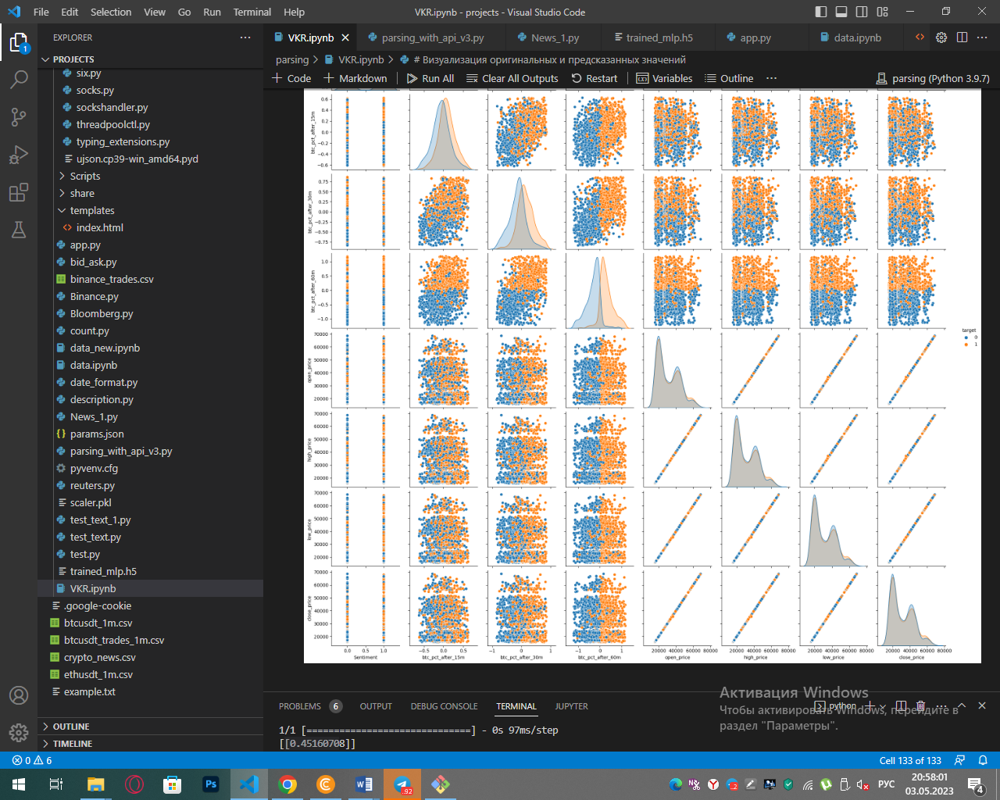 File Edit Selection View Go Run Terminal Help VKR.ipynb - projects - Visual Studio Code
EXPLORER
PROJECTS
six.py
socks.py
sockshandler.py
threadpoolctl.py
typing_extensions.py
ujson.cp39-win_amd64.pyd
Scripts
share
templates
index.html
app.py
bid_ask.py
binance_trades.csv
Binance.py
Bloomberg.py
count.py
data_new.ipynb
data.ipynb
date_format.py
description.py
News_1.py
params.json
parsing_with_api_v3.py
pyvenv.cfg
reuters.py
scaler.pkl
test_text_1.py
test_text.py
test.py
trained_mlp.h5
VKR.ipynb
.google-cookie
btcusdt_1m.csv
btcusdt_trades_1m.csv
crypto_news.csv
ethusdt_1m.csv
example.txt
OUTLINE
TIMELINE
VKR.ipynb parsing_with_api_v3.py News_1.py trained_mlp.h5 app.py data.ipynb
parsing > VKR.ipynb > # Визуализация оригинальных и предсказанных значений
Code Markdown Run All Clear All Outputs Restart Variables Outline parsing (Python 3.9.7)
btc_pct_after_15m
0.6
0.4
0.2
0.0
−0.2
−0.4
−0.6
btc_pct_after_30m
0.75
0.50
0.25
0.00
−0.25
−0.50
−0.75
btc_pct_after_60m
1.0
0.5
0.0
−0.5
−1.0
target
0
1
open_price
70000
60000
50000
40000
30000
20000
high_price
70000
60000
50000
40000
30000
20000
low_price
70000
60000
50000
40000
30000
20000
close_price
70000
60000
50000
40000
30000
20000
0.0 0.5 1.0 −0.5 0.0 0.5 −1 0 1 −1 0 1 20000 40000 60000 80000 20000 40000 60000 80000 20000 40000 60000 80000 20000 40000 60000 80000
Sentiment btc_pct_after_15m btc_pct_after_30m btc_pct_after_60m open_price high_price low_price close_price
PROBLEMS 6 OUTPUT DEBUG CONSOLE TERMINAL JUPYTER python
1/1 [==============================] - 0s 97ms/step
[[0.45160708]]
Активация Windows
Чтобы активировать Windows, перейдите в
раздел "Параметры".
0 6 Cell 133 of 133
РУС
20:58:01
03.05.2023